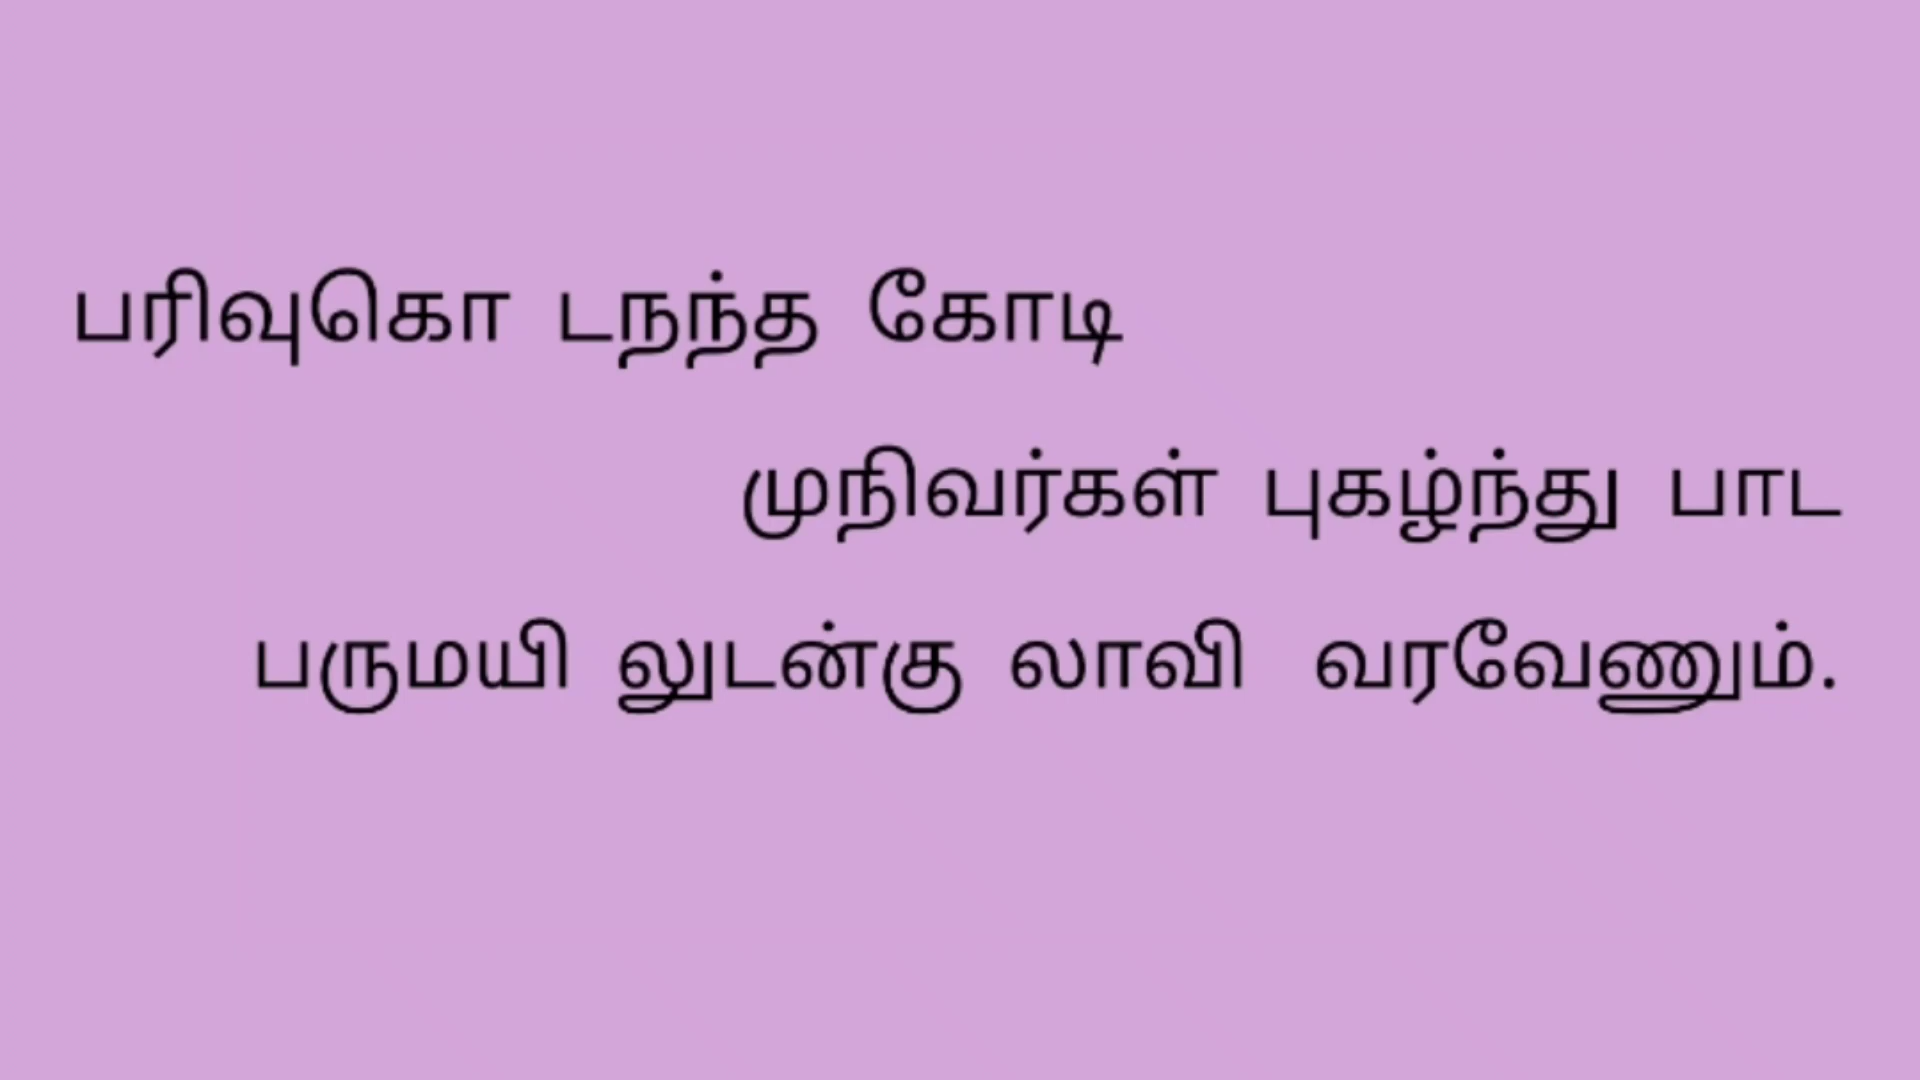 பரிவுகொ டநந்த கோடி
முநிவர்கள் புகழ்ந்து பாட
பருமயி லுடன்கு லாவி வரவேணும்.